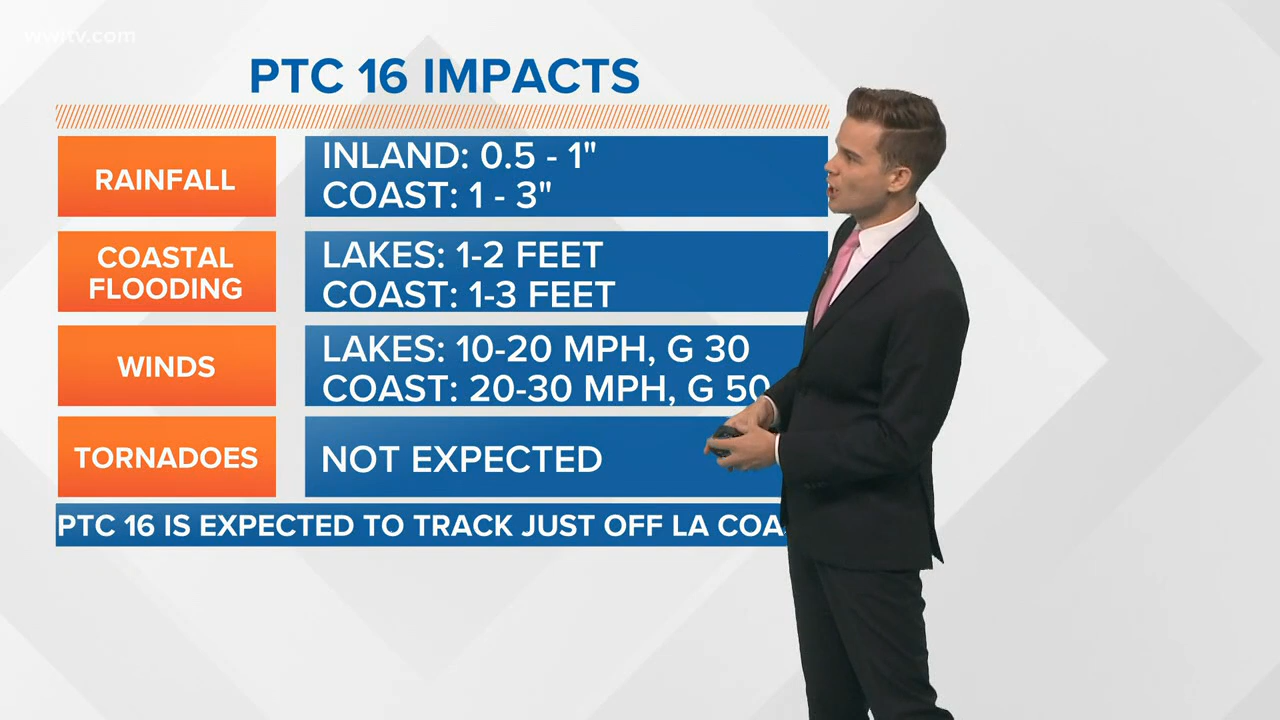 wwltv.com
PTC 16 IMPACTS
RAINFALL
INLAND: 0.5 - 1"
COAST: 1 - 3"
COASTAL
FLOODING
LAKES: 1-2 FEET
COAST: 1-3 FEET
WINDS
LAKES: 10-20 MPH, G 30
COAST: 20-30 MPH, G 50
TORNADOES
NOT EXPECTED
PTC 16 IS EXPECTED TO TRACK JUST OFF LA